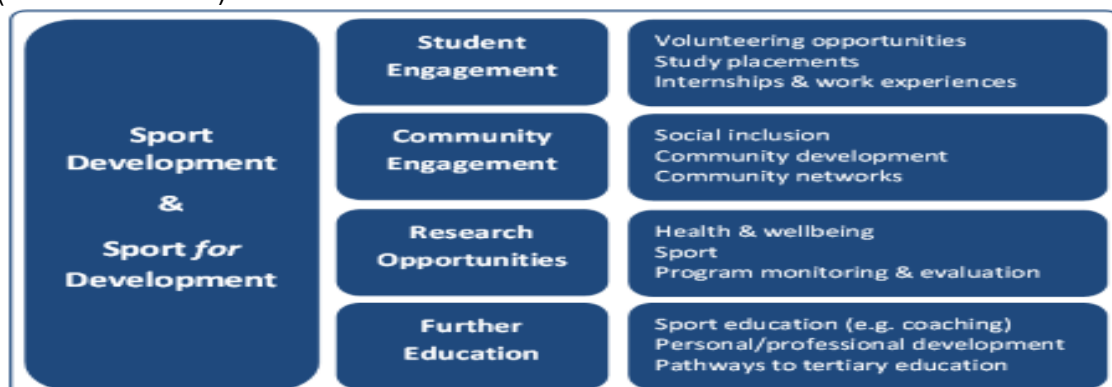 Sport
Development
&
Sport for
Development
Student
Engagement
Volunteering opportunities
Study placements
Internships & work experiences
Community
Engagement
Social inclusion
Community development
Community networks
Research
Opportunities
Health & wellbeing
Sport
Program monitoring & evaluation
Further
Education
Sport education (e.g. coaching)
Personal/professional development
Pathways to tertiary education